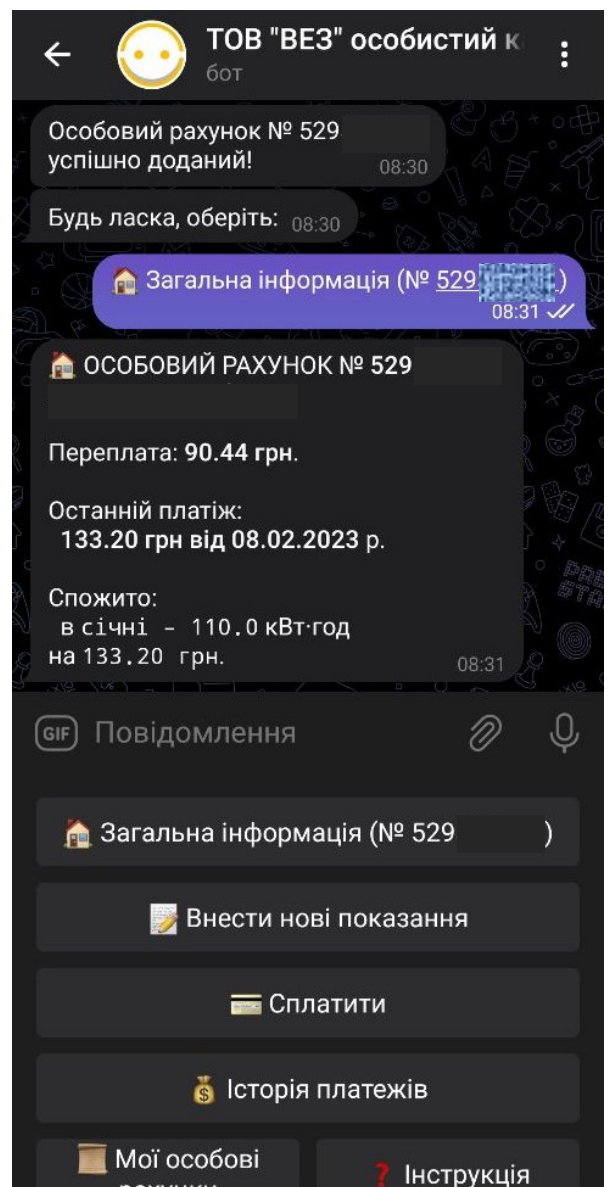 ТОВ "ВЕЗ" особистий к
бот
Особовий рахунок № 529
успішно доданий!
08:30
Будь ласка, оберіть: 08:30
Загальна інформація (№ 529 )
08:31
ОСОБОВИЙ РАХУНОК № 529
Переплата: 90.44 грн.
Останній платіж:
133.20 грн від 08.02.2023 р.
Спожито:
в січні – 110.0 кВт·год
на 133.20 грн.
08:31
GIF Повідомлення
Загальна інформація (№ 529 )
Внести нові показання
Сплатити
Історія платежів
Мої особові
рахунки
Інструкція